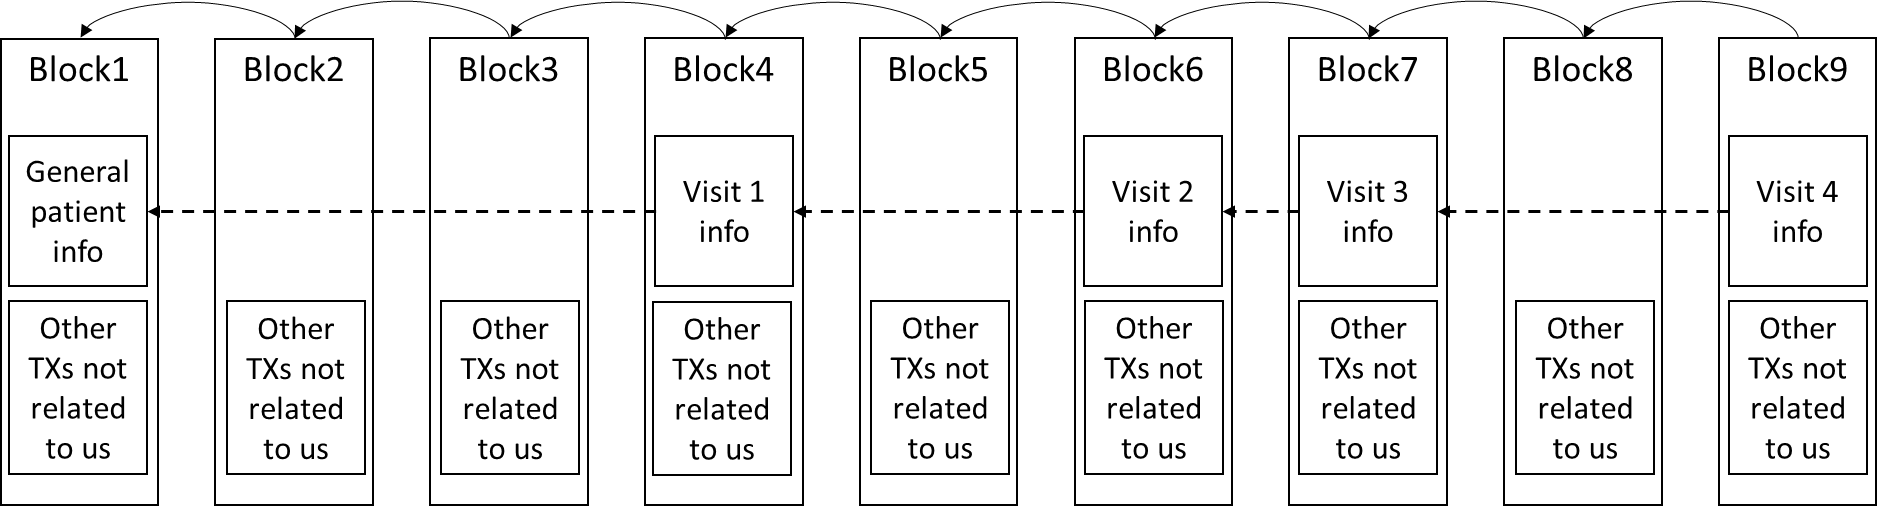 Block1
Block2
Block3
Block4
Block5
Block6
Block7
Block8
Block9
General
patient
info
Visit 1
info
Visit 2
info
Visit 3
info
Visit 4
info
Other
TXs not
related
to us
Other
TXs not
related
to us
Other
TXs not
related
to us
Other
TXs not
related
to us
Other
TXs not
related
to us
Other
TXs not
related
to us
Other
TXs not
related
to us
Other
TXs not
related
to us
Other
TXs not
related
to us